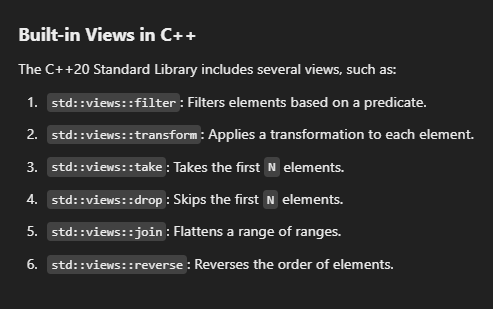 Built-in Views in C++
The C++20 Standard Library includes several views, such as:
1. std::views::filter: Filters elements based on a predicate.
2. std::views::transform: Applies a transformation to each element.
3. std::views::take: Takes the first N elements.
4. std::views::drop: Skips the first N elements.
5. std::views::join: Flattens a range of ranges.
6. std::views::reverse: Reverses the order of elements.